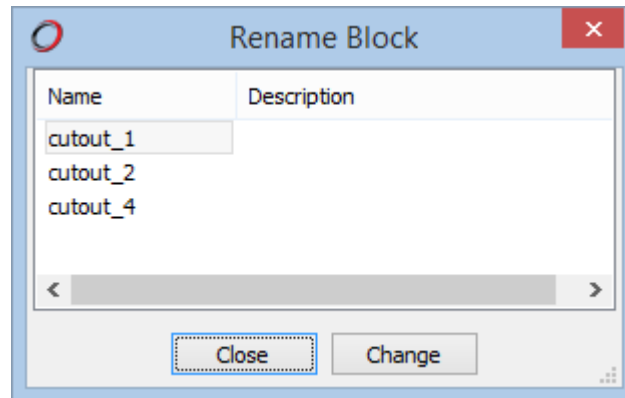 Rename Block
Name Description
cutout_1
cutout_2
cutout_4
Close Change